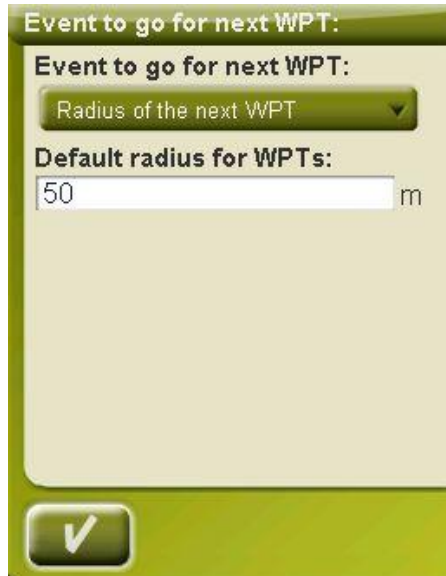 Event to go for next WPT:
Event to go for next WPT:
Radius of the next WPT
Default radius for WPTs:
50 m